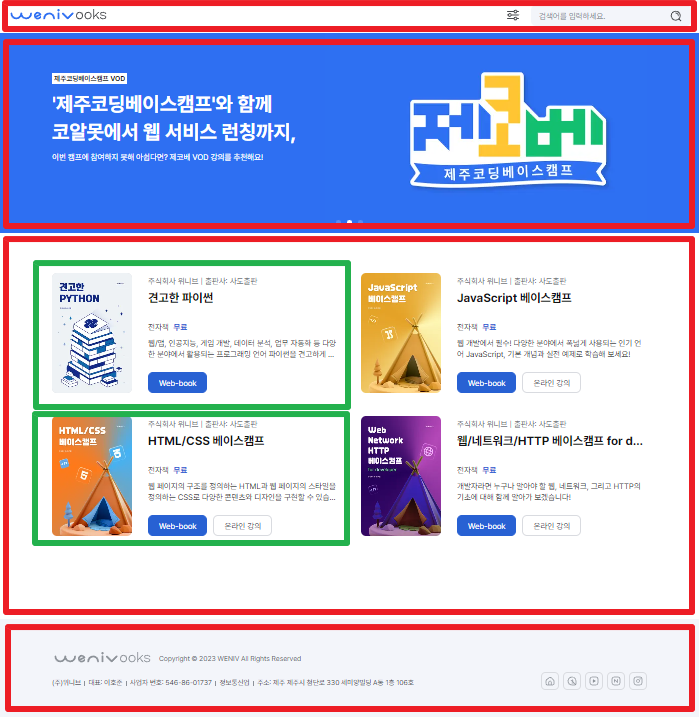 wenivooks
검색어를 입력하세요.
제주코딩베이스캠프 VOD
'제주코딩베이스캠프'와 함께
코알못에서 웹 서비스 런칭까지,
이번 캠프에 참여하지 못해 아쉽다면? 제코베 VOD 강의를 추천해요!
제코베
제주코딩베이스캠프
견고한
PYTHON
주식회사 위니브 | 출판사: 사도출판
견고한 파이썬
전자책 무료
웹/앱, 인공지능, 게임 개발, 데이터 분석, 업무 자동화 등 다양
한 분야에서 활용되는 프로그래밍 언어 파이썬을 견고하게 ...
Web-book
JavaScript
베이스캠프
JS
주식회사 위니브 | 출판사: 사도출판
JavaScript 베이스캠프
전자책 무료
웹 개발에서 필수! 다양한 분야에서 폭넓게 사용되는 인기 언
어 JavaScript, 기본 개념과 실전 예제로 학습해 보세요!
Web-book
온라인 강의
HTML/CSS
베이스캠프
주식회사 위니브 | 출판사: 사도출판
HTML/CSS 베이스캠프
전자책 무료
웹 페이지의 구조를 정의하는 HTML과 웹 페이지의 스타일을
정의하는 CSS로 다양한 콘텐츠와 디자인을 구현할 수 있습...
Web-book
온라인 강의
Web
Network
HTTP
베이스캠프
for developer
주식회사 위니브 | 출판사: 사도출판
웹/네트워크/HTTP 베이스캠프 for d...
전자책 무료
개발자라면 누구나 알아야 할 웹, 네트워크, 그리고 HTTP의
기초에 대해 함께 알아가 보겠습니다!
Web-book
온라인 강의
wenivooks
Copyright © 2023 WENIV All Rights Reserved
(주)위니브 | 대표: 이호준 | 사업자 번호: 546-86-01737 | 정보통신업 | 주소: 제주 제주시 첨단로 330 세미양빌딩 A동 1층 106호